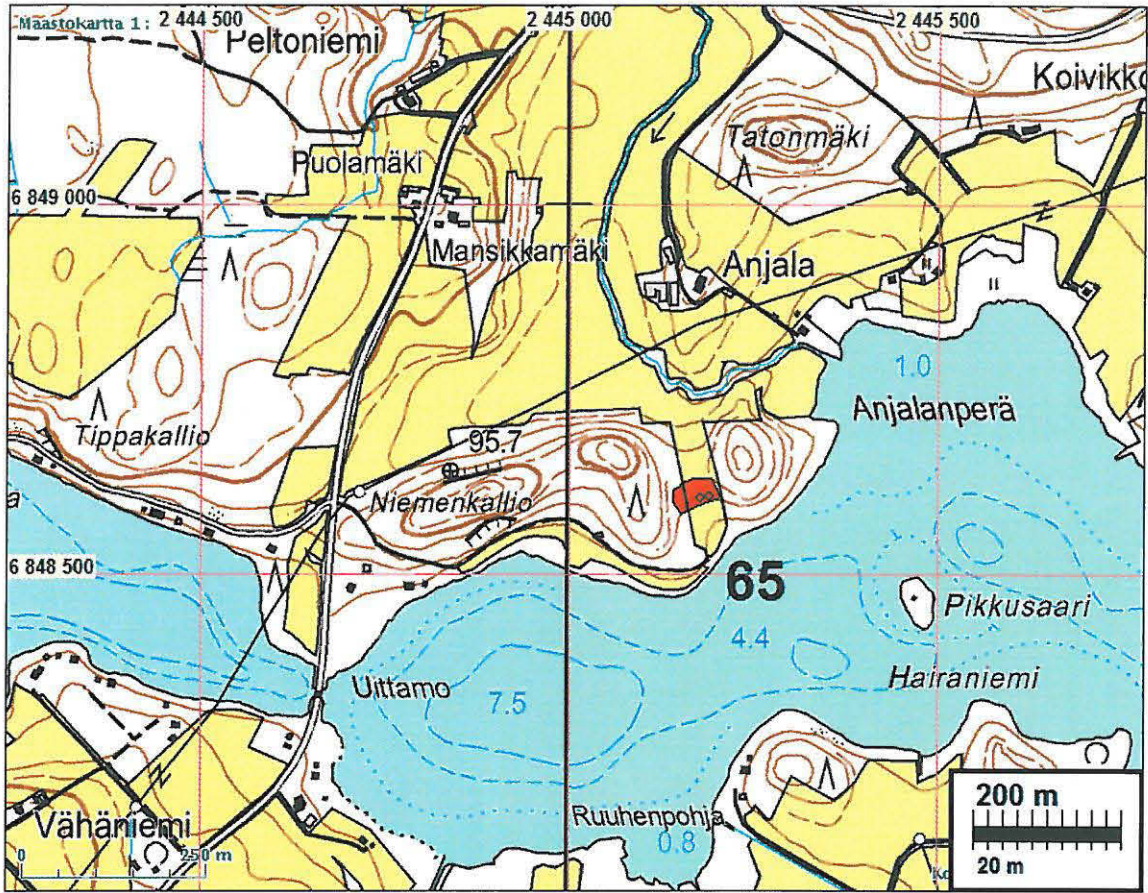 Maastokartta 1:
2 444 500
2 445 000
2 445 500
Peltoniemi
Koivikko
Tatonmäki
Puolamäki
6 849 000
Mansikkamäki
Anjala
1.0
Anjalanperä
Tippakallio
95.7
a
Niemenkallio
6 848 500
65
Pikkusaari
4.4
Hairaniemi
Uittamo
7.5
200 m
Ruuhenpohja
Vähäniemi
0.8
20 m
0 250 m
Ko